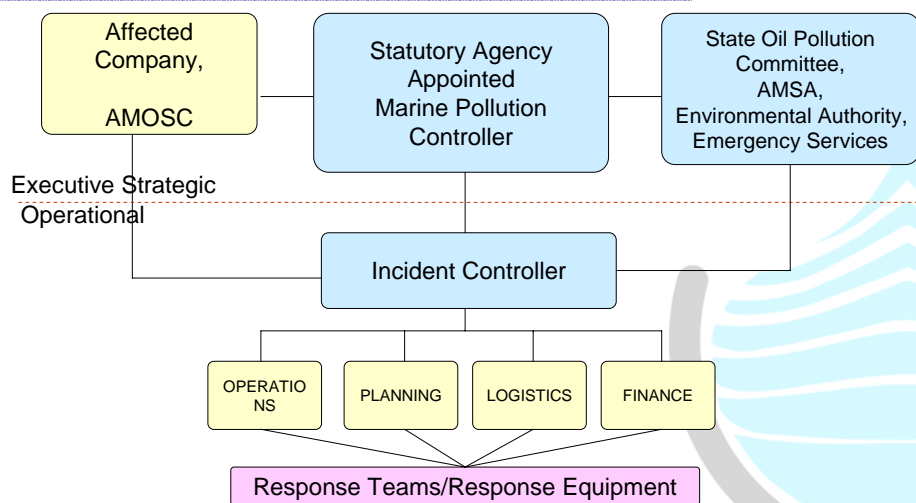 Affected
Company,
AMOSC
Statutory Agency
Appointed
Marine Pollution
Controller
State Oil Pollution
Committee,
AMSA,
Environmental Authority,
Emergency Services
Executive Strategic
Operational
Incident Controller
OPERATIO
NS
PLANNING
LOGISTICS
FINANCE
Response Teams/Response Equipment